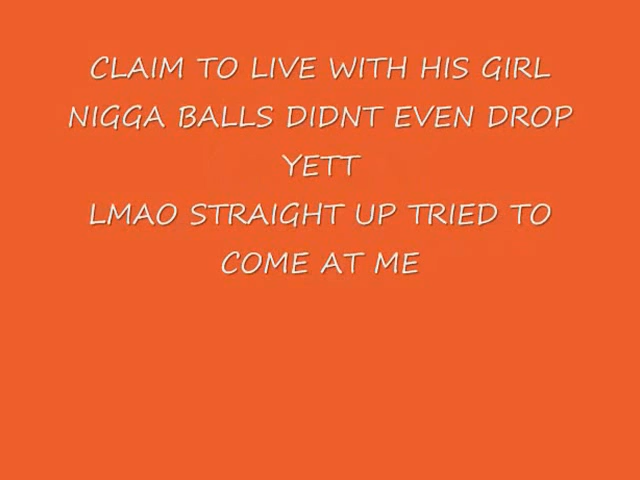 CLAIM TO LIVE WITH HIS GIRL
NIGGA BALLS DIDNT EVEN DROP
YETT
LMAO STRAIGHT UP TRIED TO
COME AT ME